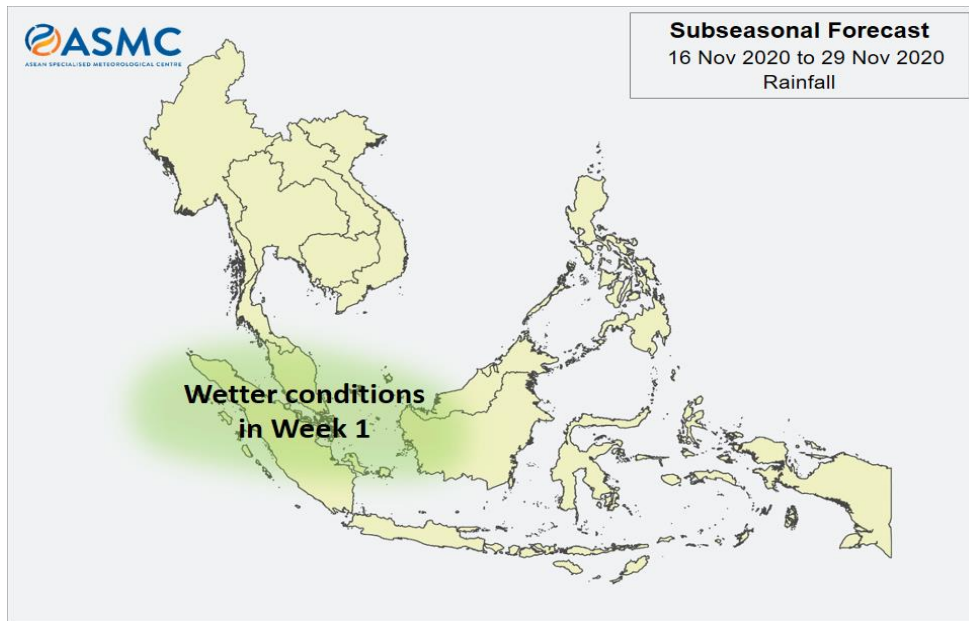 ASMC
ASEAN SPECIALISED METEOROLOGICAL CENTRE
Subseasonal Forecast
16 Nov 2020 to 29 Nov 2020
Rainfall
Wetter conditions
in Week 1